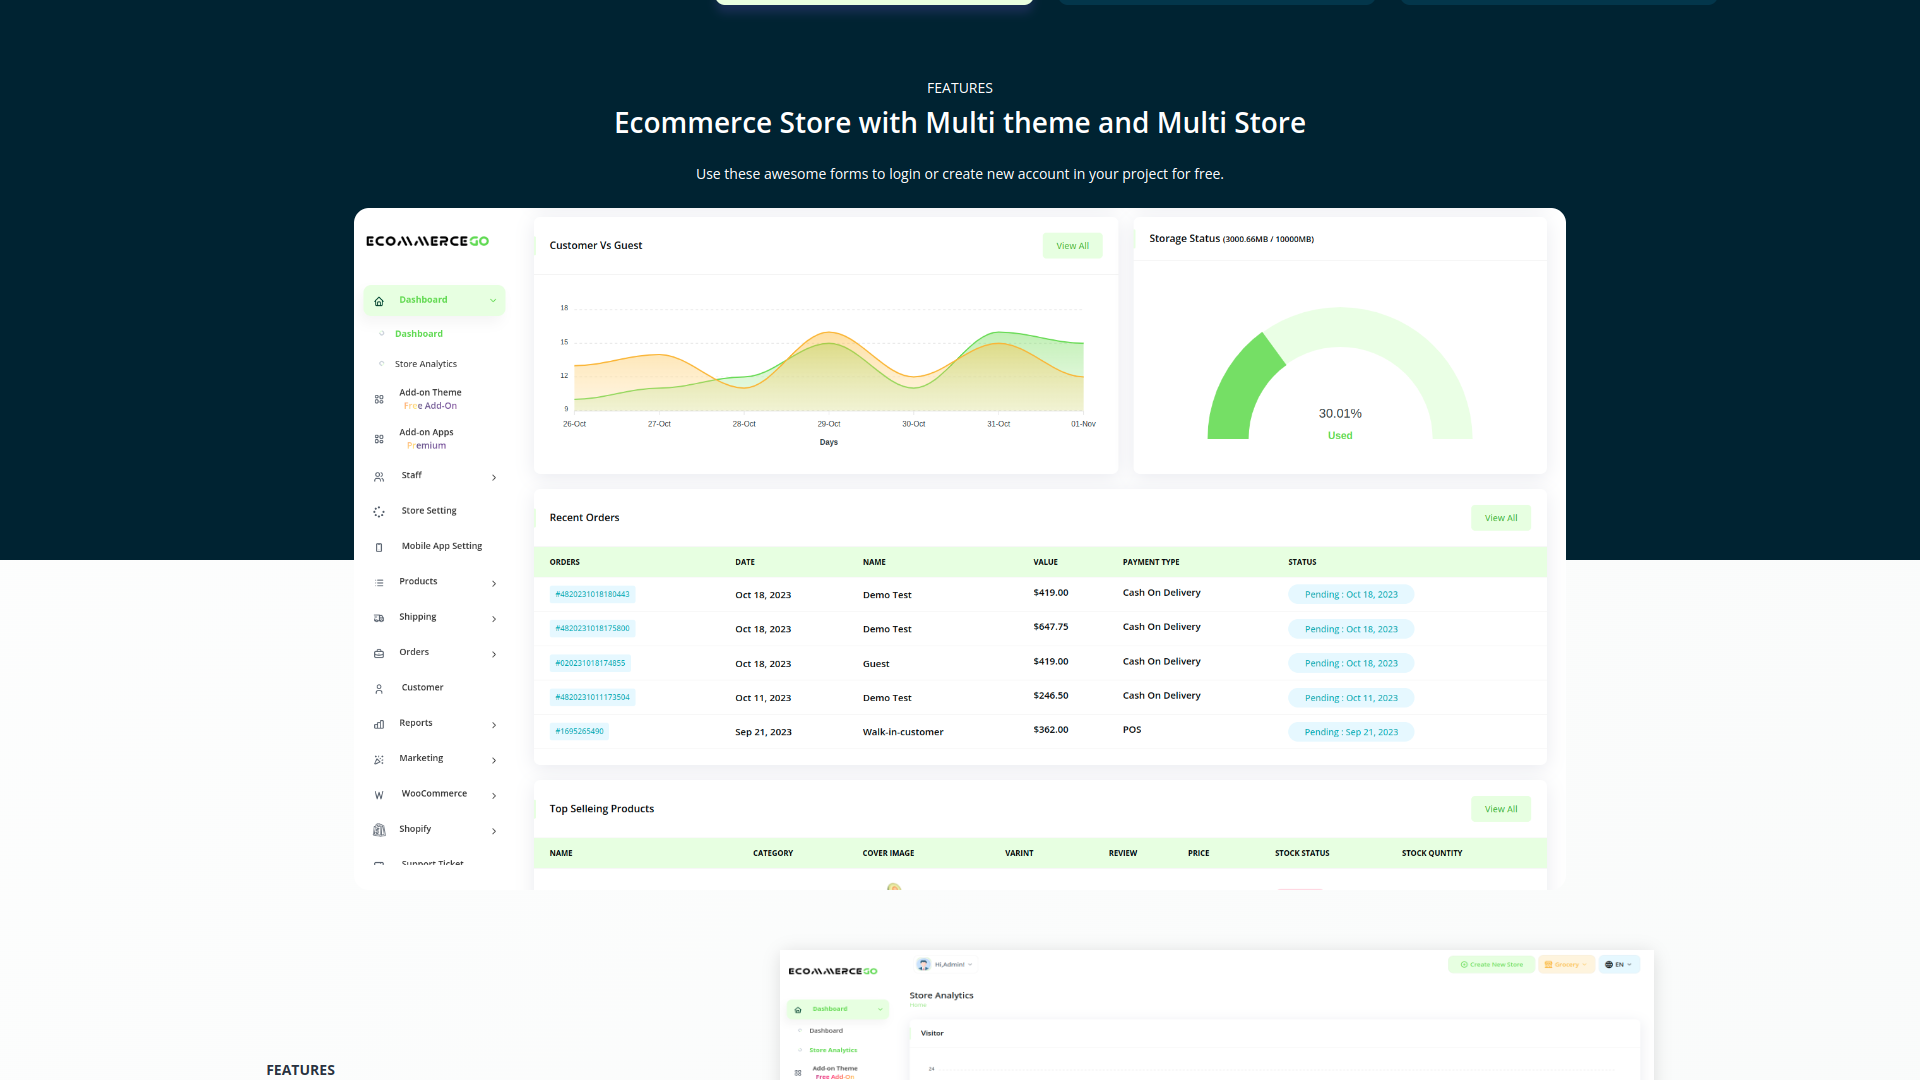 FEATURES
Ecommerce Store with Multi theme and Multi Store
Use these awesome forms to login or create new account in your project for free.
ECOMMERCEGO
Dashboard
Dashboard
Store Analytics
Add-on Theme
Free Add-On
Add-on Apps
Premium
Staff
Store Setting
Mobile App Setting
Products
Shipping
Orders
Customer
Reports
Marketing
WooCommerce
Shopify
Support Ticket
Customer Vs Guest
View All
18
15
12
9
26-Oct 27-Oct 28-Oct 29-Oct 30-Oct 31-Oct 01-Nov
Days
Storage Status (3000.66MB / 10000MB)
30.01%
Used
Recent Orders
View All
ORDERS DATE NAME VALUE PAYMENT TYPE STATUS
#4820231018180443 Oct 18, 2023 Demo Test $419.00 Cash On Delivery Pending : Oct 18, 2023
#4820231018175800 Oct 18, 2023 Demo Test $647.75 Cash On Delivery Pending : Oct 18, 2023
#020231018174855 Oct 18, 2023 Guest $419.00 Cash On Delivery Pending : Oct 18, 2023
#4820231011173504 Oct 11, 2023 Demo Test $246.50 Cash On Delivery Pending : Oct 11, 2023
#1695265490 Sep 21, 2023 Walk-in-customer $362.00 POS Pending : Sep 21, 2023
Top Selleing Products
View All
NAME CATEGORY COVER IMAGE VARINT REVIEW PRICE STOCK STATUS STOCK QUNTITY
FEATURES
ECOMMERCEGO
Hi,Admin!
Create New Store
Grocery
EN
Dashboard
Dashboard
Store Analytics
Add-on Theme
Free Add-On
Store Analytics
Home
Visitor
24